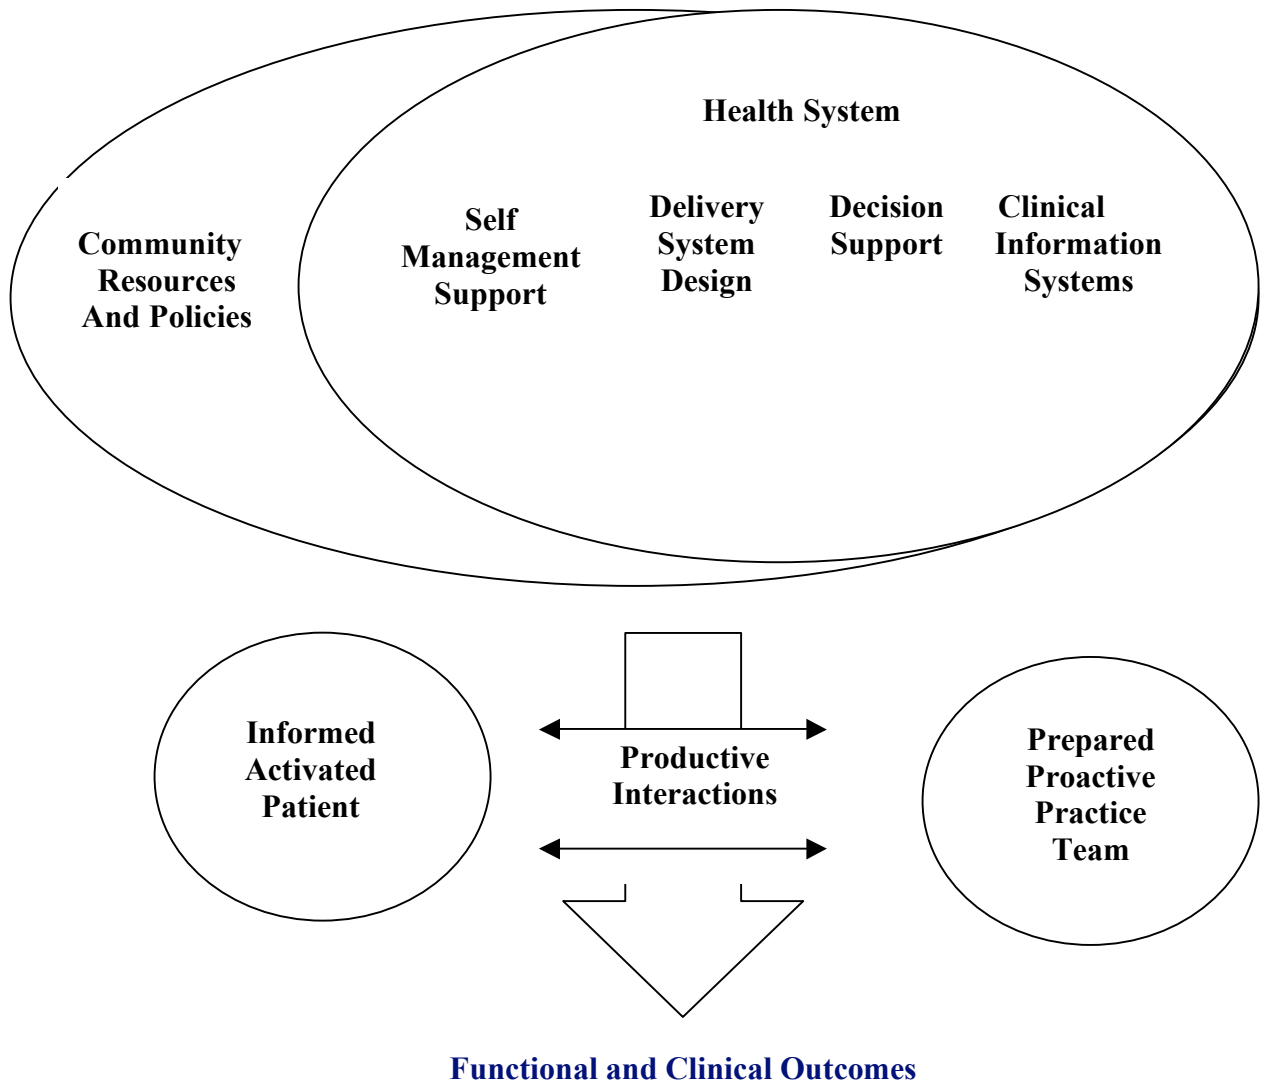 Health System
Community
Resources
And Policies
Self
Management
Support
Delivery
System
Design
Decision
Support
Clinical
Information
Systems
Informed
Activated
Patient
Productive
Interactions
Prepared
Proactive
Practice
Team
Functional and Clinical Outcomes